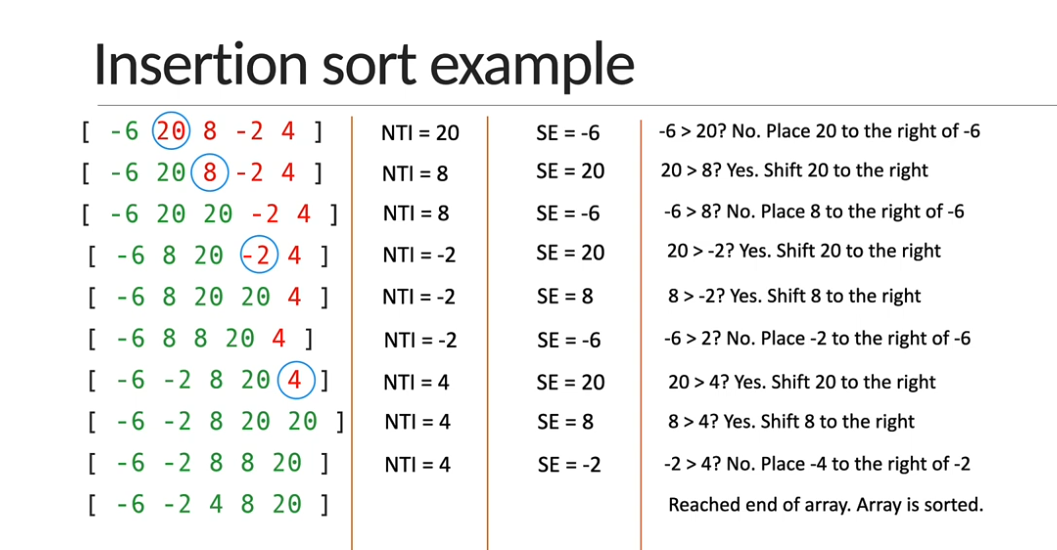 Insertion sort example
[ -6 20 8 -2 4 ] NTI = 20 SE = -6 -6 > 20? No. Place 20 to the right of -6
[ -6 20 8 -2 4 ] NTI = 8 SE = 20 20 > 8? Yes. Shift 20 to the right
[ -6 20 20 -2 4 ] NTI = 8 SE = -6 -6 > 8? No. Place 8 to the right of -6
[ -6 8 20 -2 4 ] NTI = -2 SE = 20 20 > -2? Yes. Shift 20 to the right
[ -6 8 20 20 4 ] NTI = -2 SE = 8 8 > -2? Yes. Shift 8 to the right
[ -6 8 8 20 4 ] NTI = -2 SE = -6 -6 > 2? No. Place -2 to the right of -6
[ -6 -2 8 20 4 ] NTI = 4 SE = 20 20 > 4? Yes. Shift 20 to the right
[ -6 -2 8 20 20 ] NTI = 4 SE = 8 8 > 4? Yes. Shift 8 to the right
[ -6 -2 8 8 20 ] NTI = 4 SE = -2 -2 > 4? No. Place -4 to the right of -2
[ -6 -2 4 8 20 ] Reached end of array. Array is sorted.